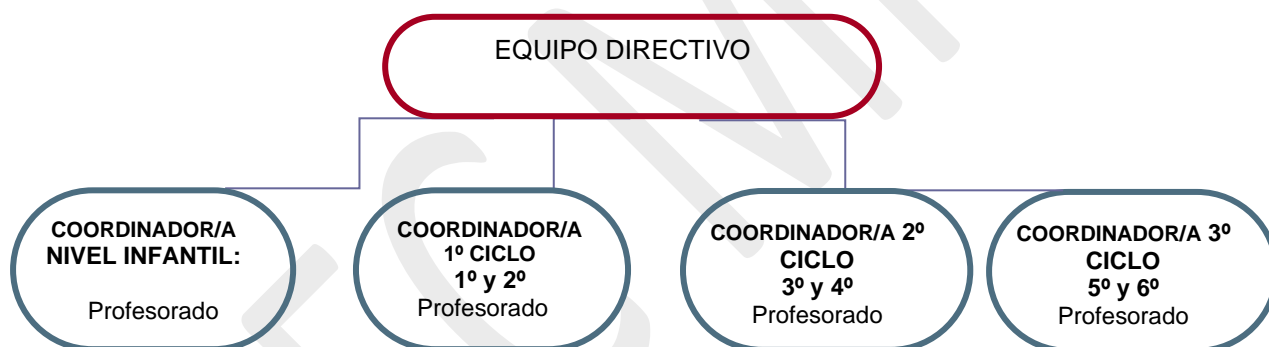 EQUIPO DIRECTIVO
COORDINADOR/A
NIVEL INFANTIL:
Profesorado
COORDINADOR/A
1º CICLO
1º y 2º
Profesorado
COORDINADOR/A 2º
CICLO
3º y 4º
Profesorado
COORDINADOR/A 3º
CICLO
5º y 6º
Profesorado